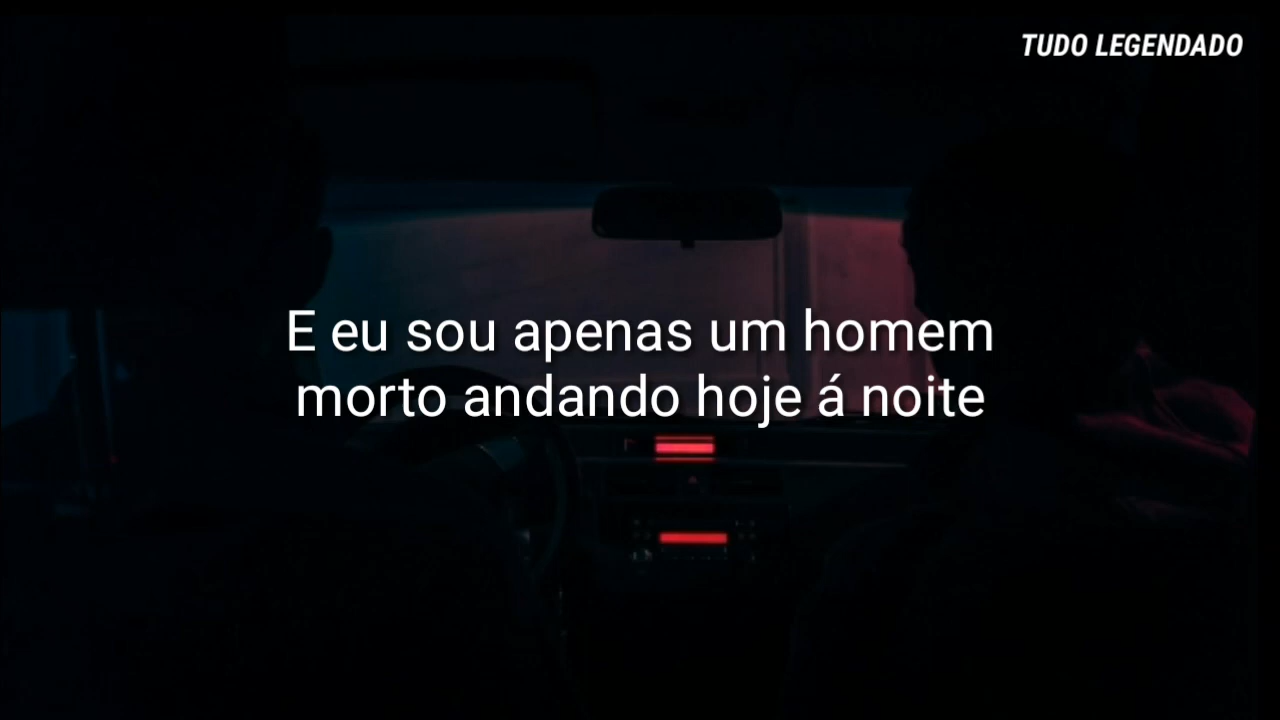 TUDO LEGENDADO
E eu sou apenas um homem
morto andando hoje á noite